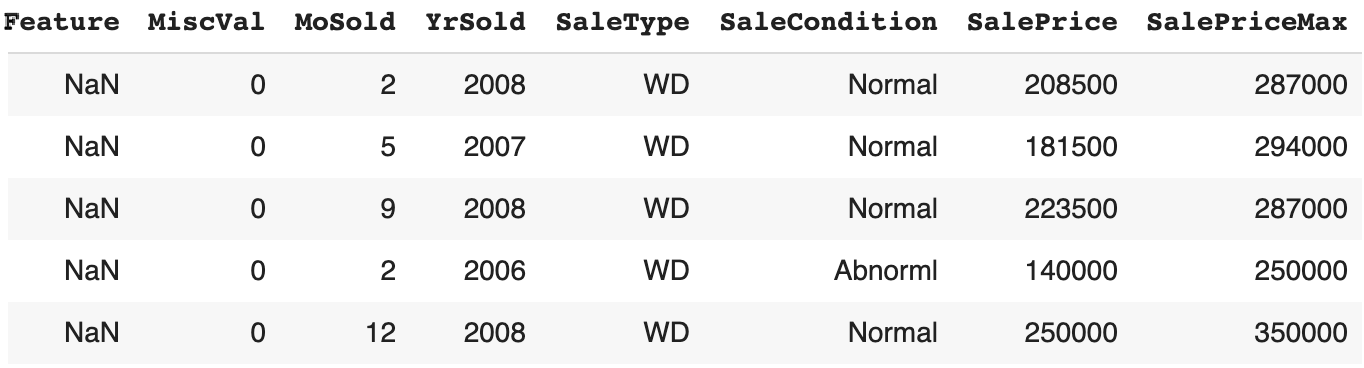 Feature MiscVal MoSold YrSold SaleType SaleCondition SalePrice SalePriceMax
NaN 0 2 2008 WD Normal 208500 287000
NaN 0 5 2007 WD Normal 181500 294000
NaN 0 9 2008 WD Normal 223500 287000
NaN 0 2 2006 WD Abnorml 140000 250000
NaN 0 12 2008 WD Normal 250000 350000